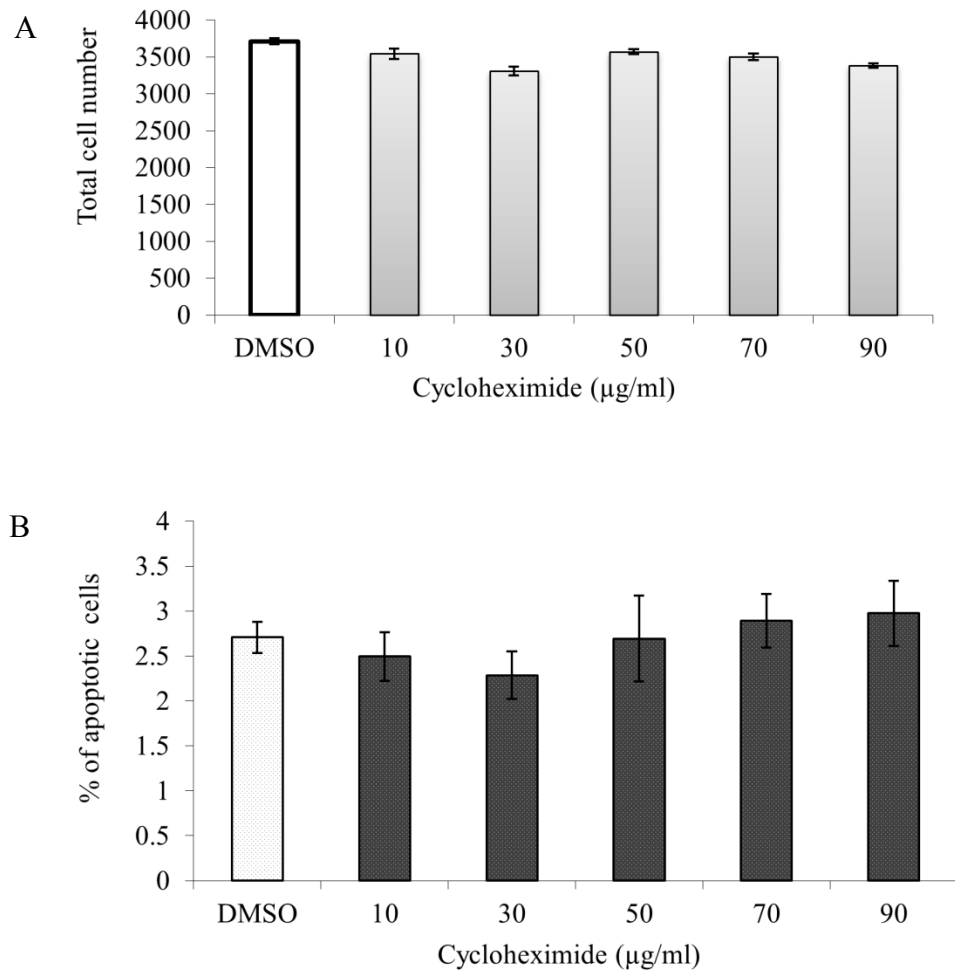 A
Total cell number
4000
3500
3000
2500
2000
1500
1000
500
0
DMSO 10 30 50 70 90
Cycloheximide (µg/ml)
B
% of apoptotic cells
4
3.5
3
2.5
2
1.5
1
0.5
0
DMSO 10 30 50 70 90
Cycloheximide (µg/ml)